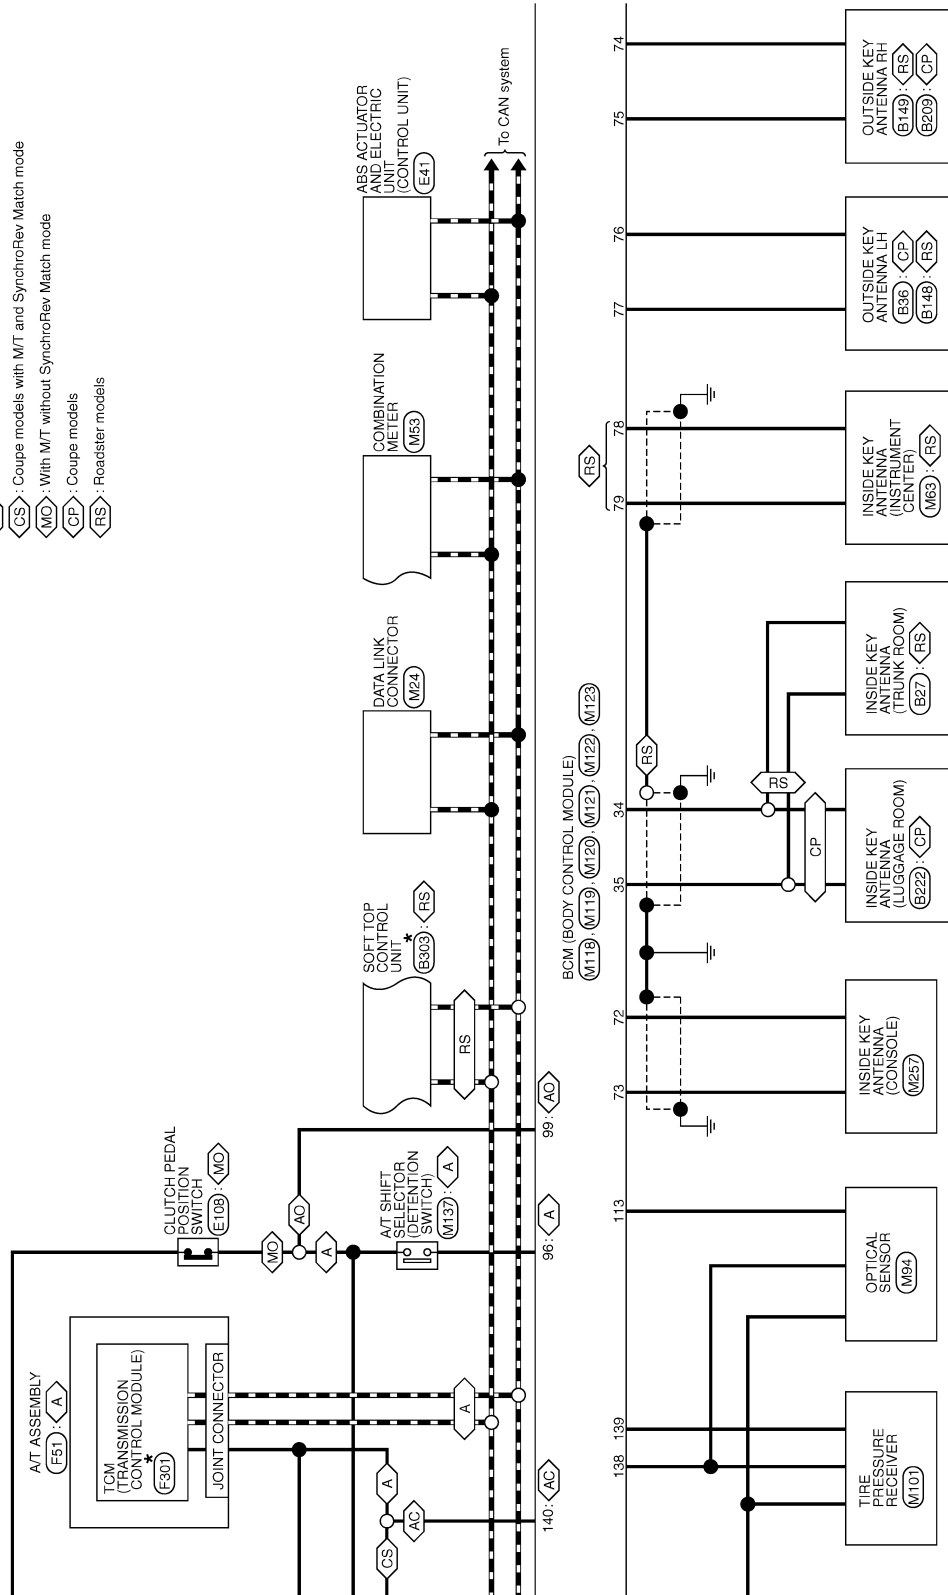 CS : Coupe models with M/T and SynchroRev Match mode
MO : With M/T without SynchroRev Match mode
CP : Coupe models
RS : Roadster models
A/T ASSEMBLY
F51 : A
TCM
(TRANSMISSION
CONTROL MODULE)
*
F301
JOINT CONNECTOR
A
A
CS
AC
140 : AC
CLUTCH PEDAL
POSITION
SWITCH
E108 : MO
MO
AO
A
A/T SHIFT
SELECTOR
(DETENTION
SWITCH)
M137 : A
96 : A
99 : AO
SOFT TOP
CONTROL
UNIT
*
B303 : RS
RS
DATA LINK
CONNECTOR
M24
COMBINATION
METER
M53
ABS ACTUATOR
AND ELECTRIC
UNIT
(CONTROL UNIT)
E41
To CAN system
BCM (BODY CONTROL MODULE)
M118 , M119 , M120 , M121 , M122 , M123
138
139
113
73
72
35
34
RS
79
78
RS
77
76
75
74
RS
CP
TIRE
PRESSURE
RECEIVER
M101
OPTICAL
SENSOR
M94
INSIDE KEY
ANTENNA
(CONSOLE)
M257
INSIDE KEY
ANTENNA
(LUGGAGE ROOM)
B222 : CP
INSIDE KEY
ANTENNA
(TRUNK ROOM)
B27 : RS
INSIDE KEY
ANTENNA
(INSTRUMENT
CENTER)
M63 : RS
OUTSIDE KEY
ANTENNA LH
B36 : CP
B148 : RS
OUTSIDE KEY
ANTENNA RH
B149 : RS
B209 : CP